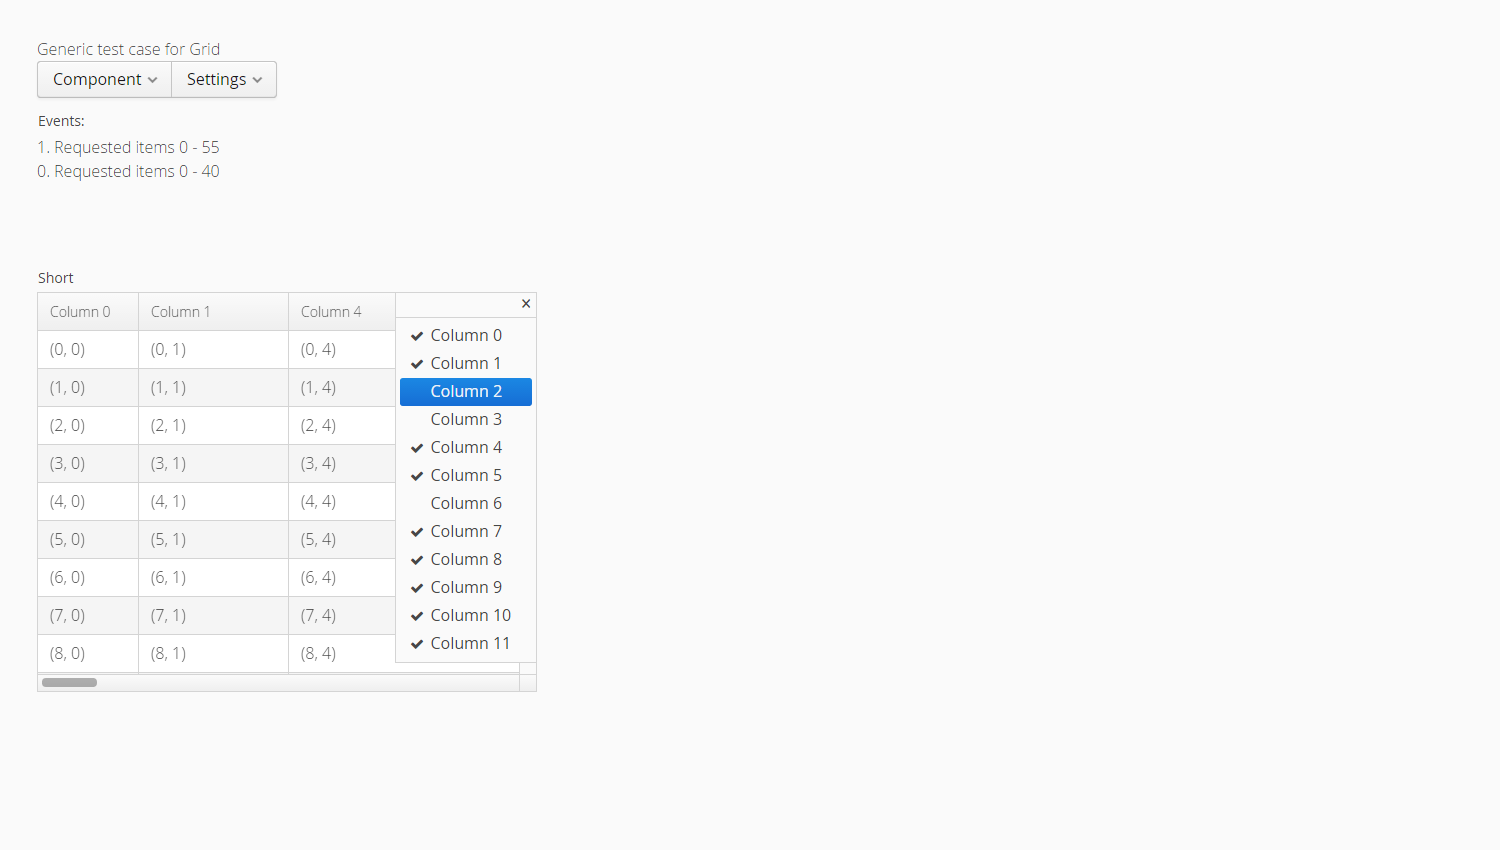 Generic test case for Grid
Component Settings
Events:
1. Requested items 0 - 55
0. Requested items 0 - 40
Short
Column 0 Column 1 Column 4
(0, 0) (0, 1) (0, 4)
(1, 0) (1, 1) (1, 4)
(2, 0) (2, 1) (2, 4)
(3, 0) (3, 1) (3, 4)
(4, 0) (4, 1) (4, 4)
(5, 0) (5, 1) (5, 4)
(6, 0) (6, 1) (6, 4)
(7, 0) (7, 1) (7, 4)
(8, 0) (8, 1) (8, 4)
Column 0
Column 1
Column 2
Column 3
Column 4
Column 5
Column 6
Column 7
Column 8
Column 9
Column 10
Column 11